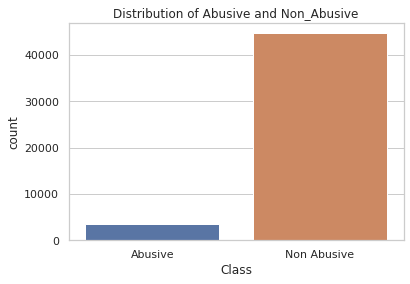 Distribution of Abusive and Non_Abusive
count
40000
30000
20000
10000
0
Abusive Non Abusive
Class